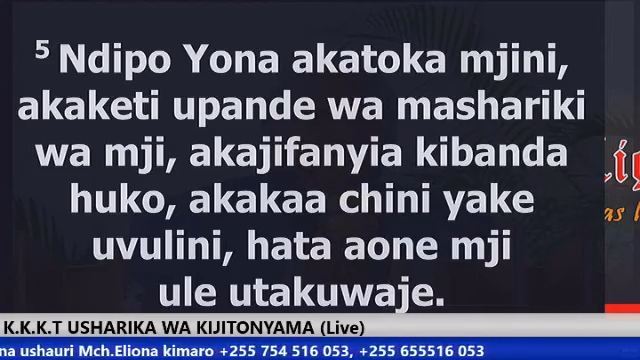 5 Ndipo Yona akatoka mjini,
akaketi upande wa mashariki
wa mji, akajifanyia kibanda
huko, akakaa chini yake
uvulini, hata aone mji
ule utakuwaje.
K.K.K.T USHARIKA WA KIJITONYAMA (Live)
na ushauri Mch.Eliona kimaro +255 754 516 053, +255 655516 053